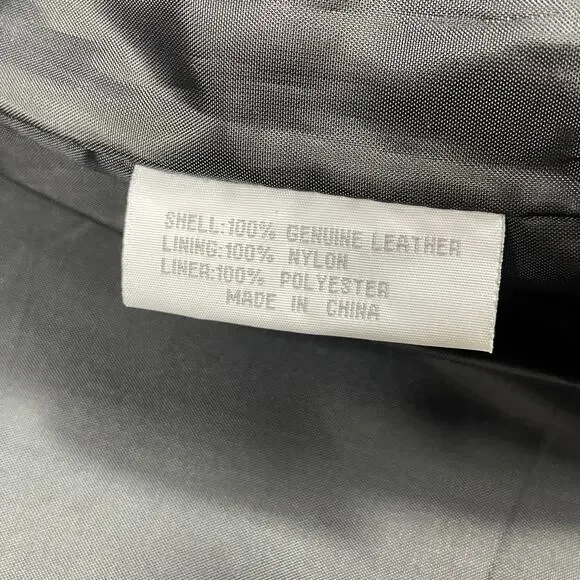 SHELL:100% GENUINE LEATHER
LINING:100% NYLON
LINER:100% POLYESTER
MADE IN CHINA